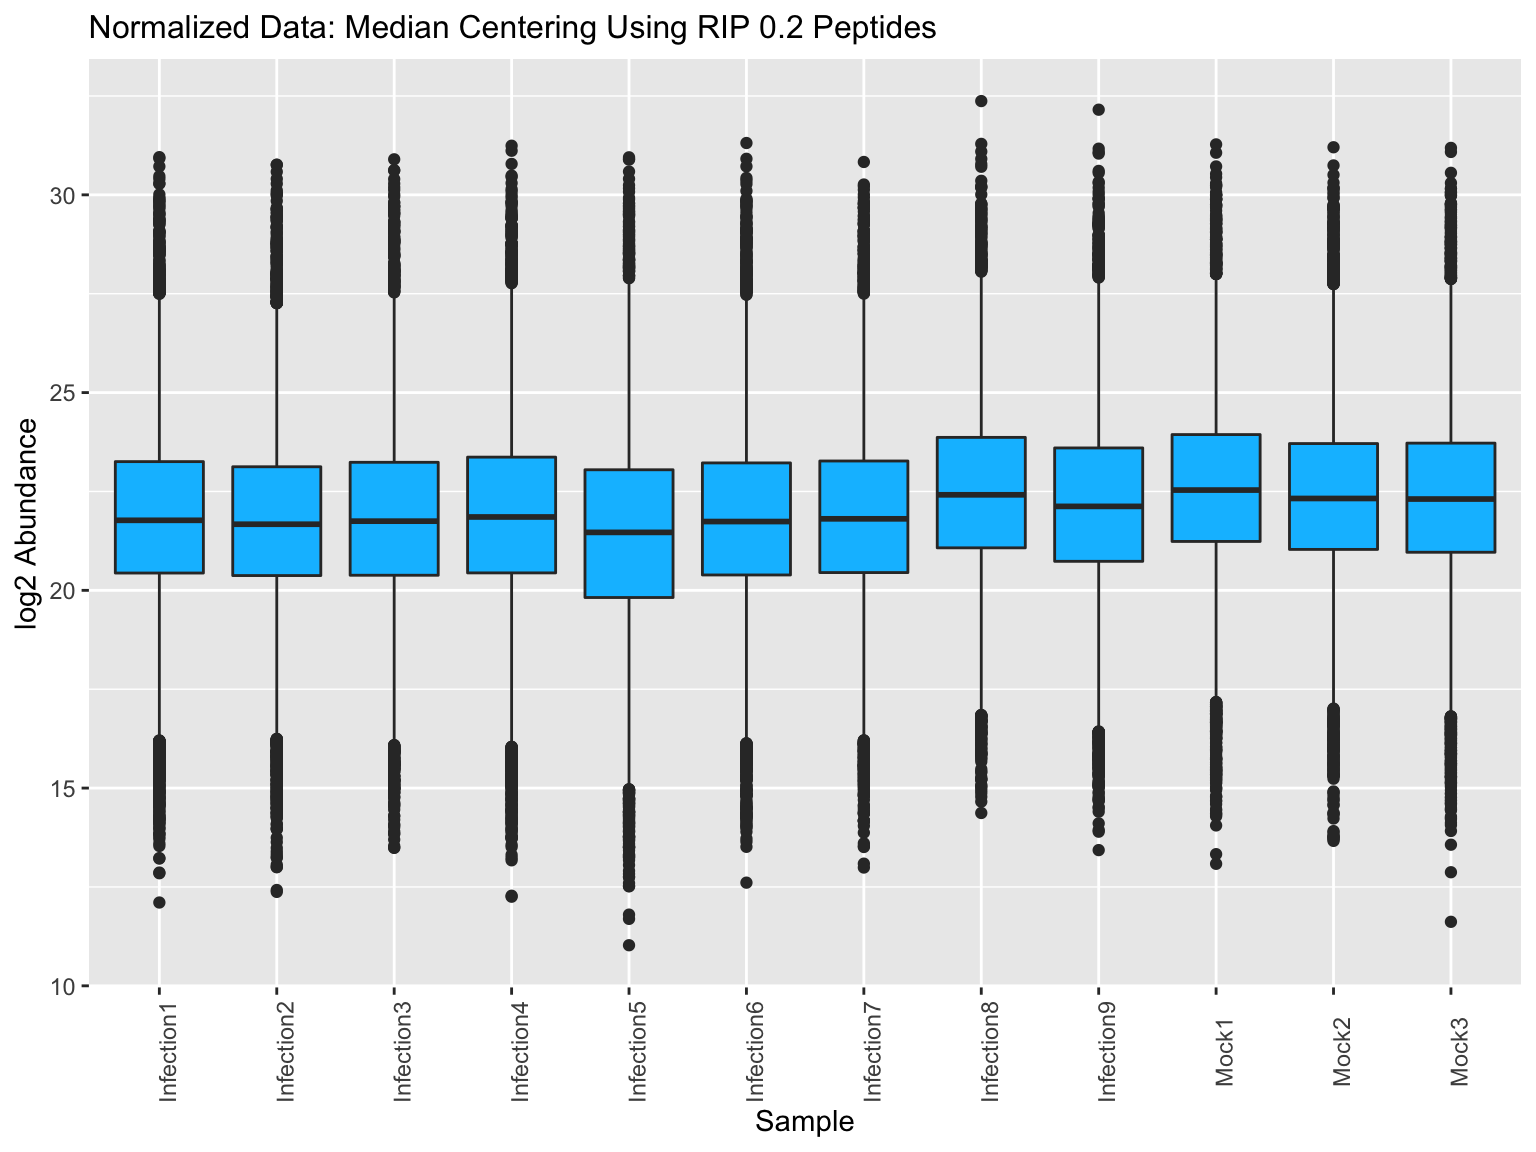 Normalized Data: Median Centering Using RIP 0.2 Peptides
log2 Abundance
30
25
20
15
10
Infection1
Infection2
Infection3
Infection4
Infection5
Infection6
Infection7
Infection8
Infection9
Mock1
Mock2
Mock3
Sample